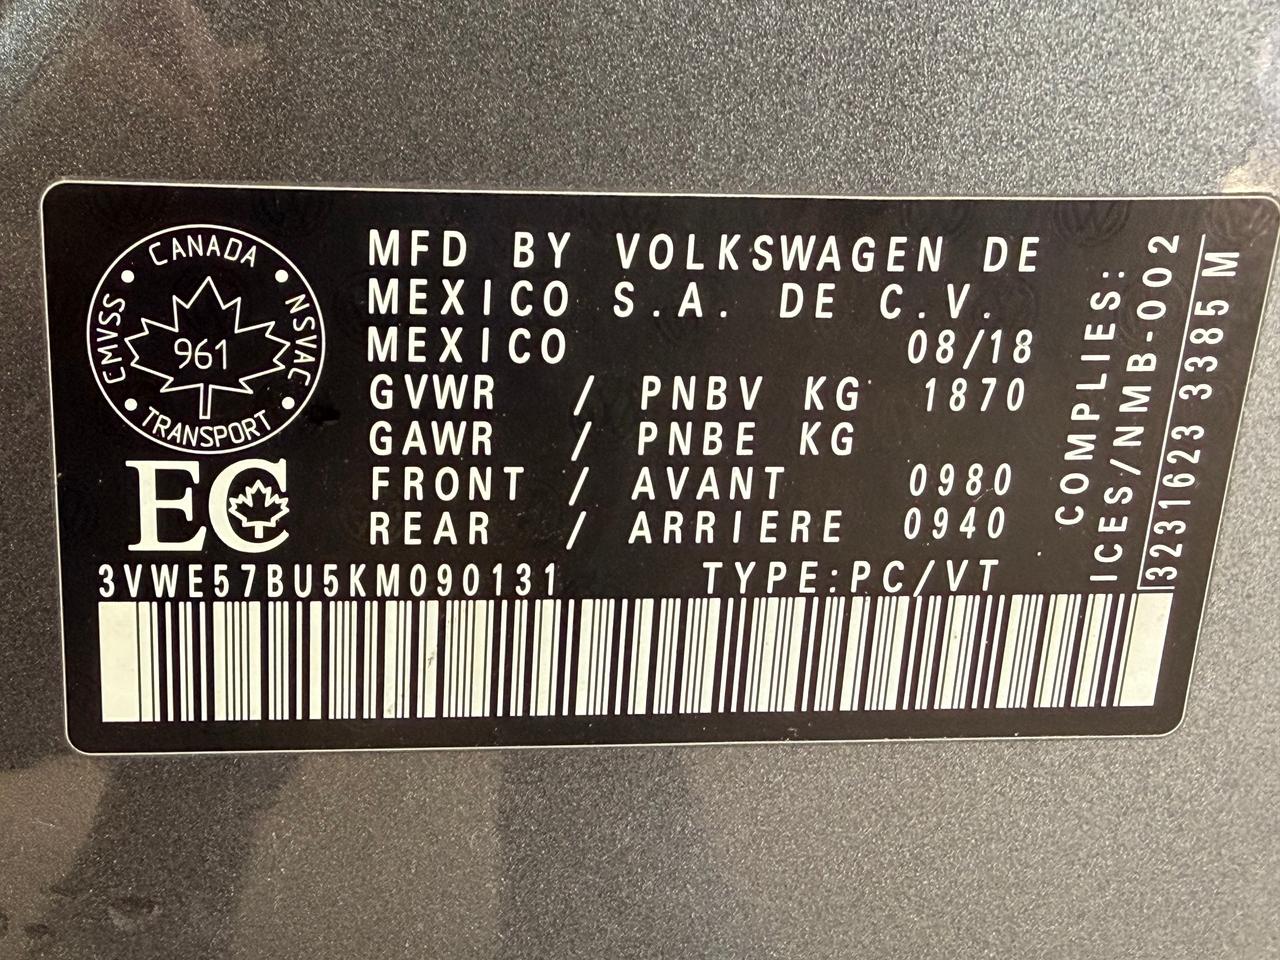 CANADA
CMVSS
NSVAC
961
TRANSPORT
EC
MFD BY VOLKSWAGEN DE
MEXICO S.A. DE C.V.
MEXICO 08/18
GVWR / PNBV KG 1870
GAWR / PNBE KG
FRONT / AVANT 0980
REAR / ARRIERE 0940
3VWE57BU5KM090131 TYPE:PC/VT
COMPLIES:
ICES/NMB-002
3231623 3385 M